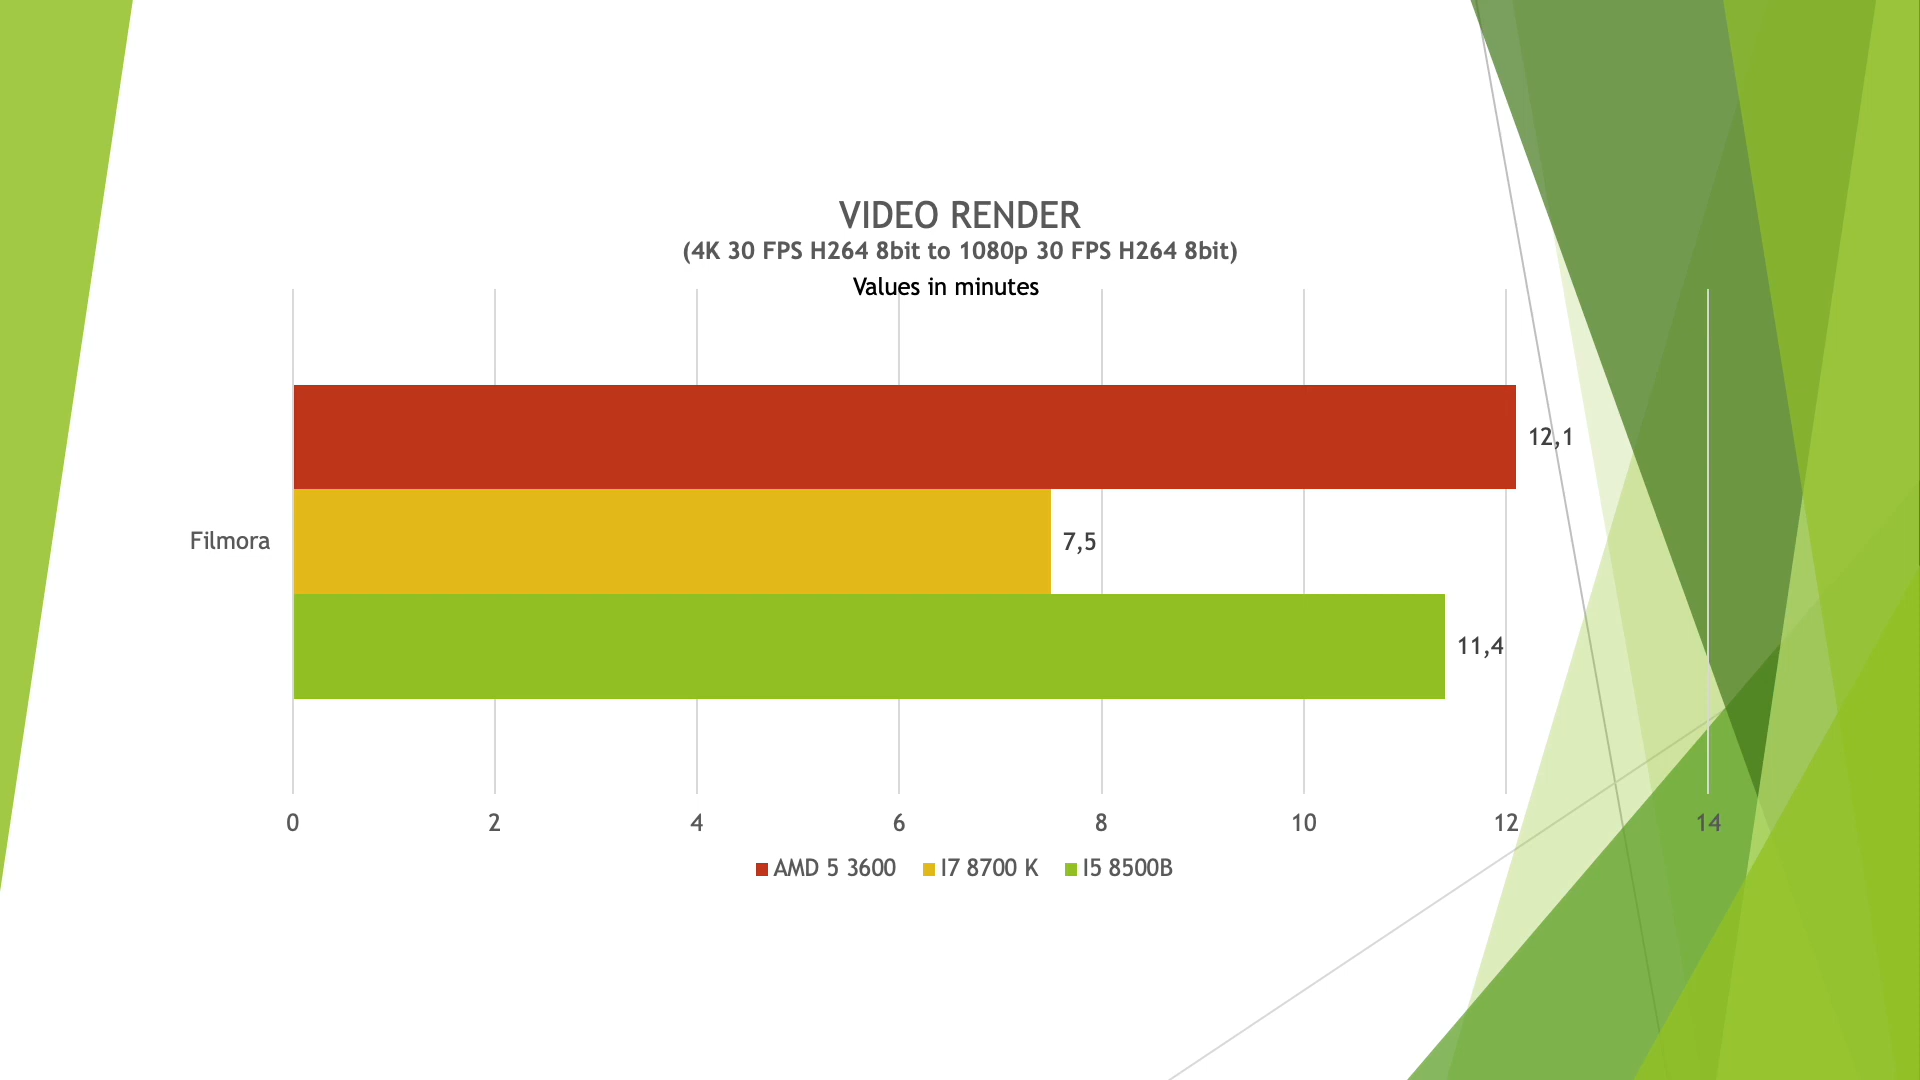 VIDEO RENDER
(4K 30 FPS H264 8bit to 1080p 30 FPS H264 8bit)
Values in minutes
12,1
Filmora
7,5
11,4
0 2 4 6 8 10 12 14
AMD 5 3600 I7 8700 K I5 8500B